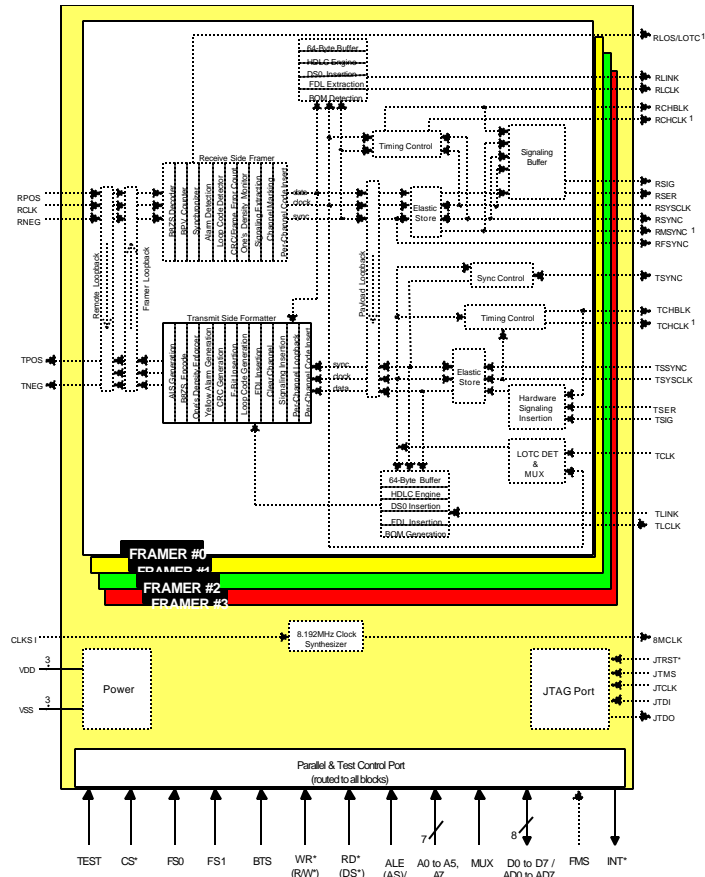 64-Byte Buffer
HDLC Engine
DS0 Insertion
FDL Extraction
BOM Detection
RLOS/LOTC 1
RLINK
RLCLK
RCHBLK
RCHCLK 1
Timing Control
Signaling
Buffer
Receive Side Framer
B8ZS Decoder
BPV Counter
Synchronizer
Alarm Detection
Loop Code Detector
CRC/Frame Error Count
One's Density Monitor
Signaling Extraction
Channel Marking
Per-Channel Code Insert
data
clock
sync
RPOS
RCLK
RNEG
Remote Loopback
Framer Loopback
Payload Loopback
Elastic
Store
RSIG
RSER
RSYSCLK
RSYNC
RMSYNC 1
RFSYNC
Sync Control
TSYNC
Timing Control
TCHBLK
TCHCLK 1
Transmit Side Formatter
AIS Generation
B8ZS Encode
One's Density Enforcer
Yellow Alarm Generation
CRC Generation
F-Bit Insertion
Loop Code Generation
FDL Insertion
Clear Channel
Signaling Insertion
Per-Channel Loopback
Per-Channel Code Insert
sync
clock
data
TPOS
TNEG
Elastic
Store
TSSYNC
TSYSCLK
Hardware
Signaling
Insertion
TSER
TSIG
LOTC DET
&
MUX
TCLK
64-Byte Buffer
HDLC Engine
DS0 Insertion
FDL Insertion
BOM Generation
TLINK
TLCLK
FRAMER #0
FRAMER #1
FRAMER #2
FRAMER #3
CLKSI
8.192MHz Clock
Synthesizer
8MCLK
3
VDD
3
VSS
Power
JTAG Port
JTRST*
JTMS
JTCLK
JTDI
JTDO
Parallel & Test Control Port
(routed to all blocks)
7
8
TEST
CS*
FS0
FS1
BTS
WR*
(R/W*)
RD*
(DS*)
ALE
(AS)/
A0 to A5,
A7
MUX
D0 to D7 /
AD0 to AD7
FMS
INT*